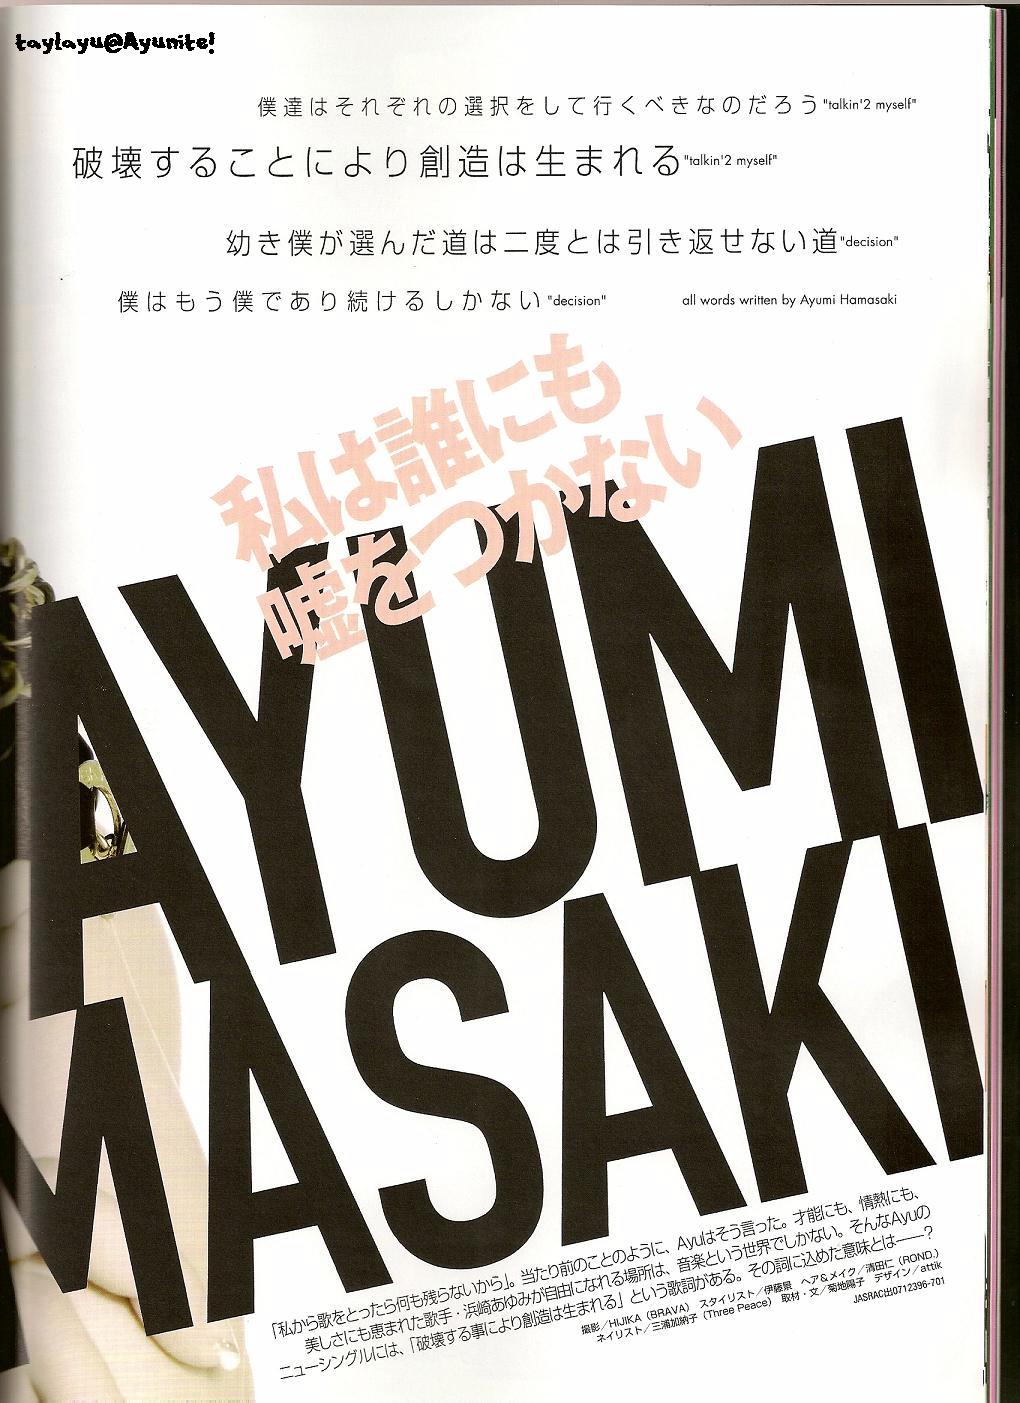 taylayu@Ayunite!
僕達はそれぞれの選択をして行くべきなのだろう"talkin'2 myself"
破壊することにより創造は生まれる"talkin'2 myself"
幼き僕が選んだ道は二度とは引き返せない道"decision"
僕はもう僕であり続けるしかない"decision" all words written by Ayumi Hamasaki
私は誰にも
嘘をつかない
AYUMI
MASAKI
「私から歌をとったら何も残らないから」。当たり前のことのように、Ayuはそう言った。才能にも、情熱にも、
美しさにも恵まれた歌手・浜崎あゆみが自由になれる場所は、音楽という世界でしかない。そんなAyuの
ニューシングルには、「破壊する事により創造は生まれる」という歌詞がある。その詞に込めた意味とは——?
撮影／HIJIKA（BRAVA） スタイリスト／伊藤景 ヘア＆メイク／清田仁（ROND.）
ネイリスト／三浦加納子（Three Peace） 取材・文／菊地陽子 デザイン／attik
JASRAC出0712396-701